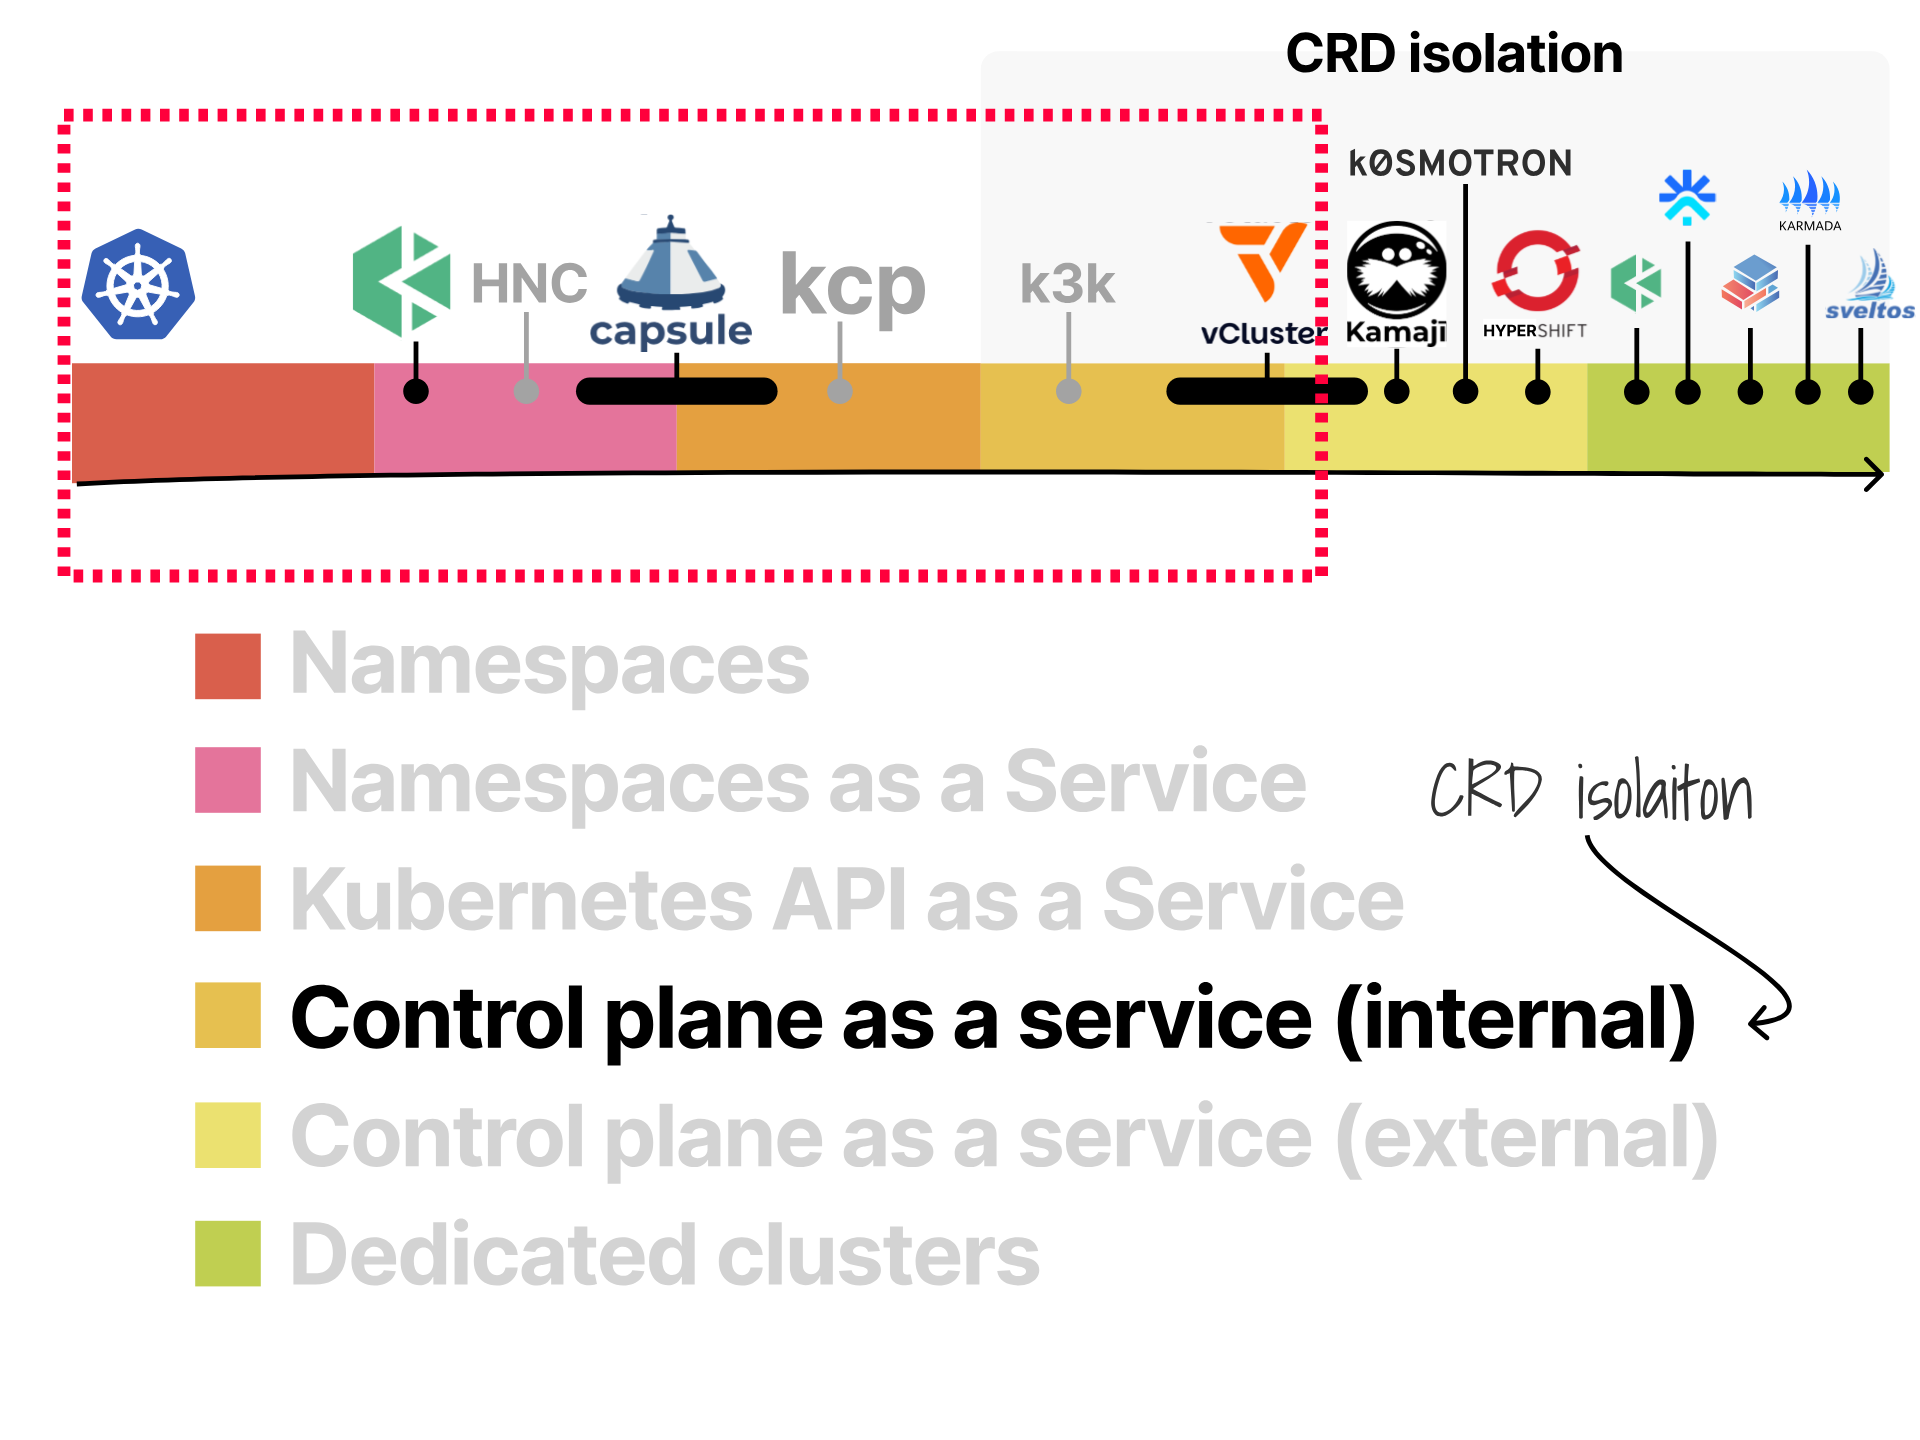 CRD isolation
kØSMOTRON
KARMADA
HNC
kcp
k3k
capsule
vCluster
Kamaji
HYPERSHIFT
sveltos
Namespaces
Namespaces as a Service
CRD isolaiton
Kubernetes API as a Service
Control plane as a service (internal)
Control plane as a service (external)
Dedicated clusters